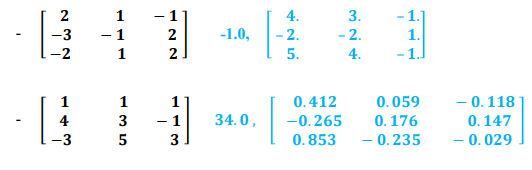 2 1 − 1
- −3 − 1 2 -1.0,
−2 1 2
4. 3. − 1.
− 2. − 2. 1.
5. 4. − 1.
1 1 1
- 4 3 − 1 34.0 ,
−3 5 3
0.412 0.059 − 0.118
−0.265 0.176 0.147
0.853 − 0.235 − 0.029